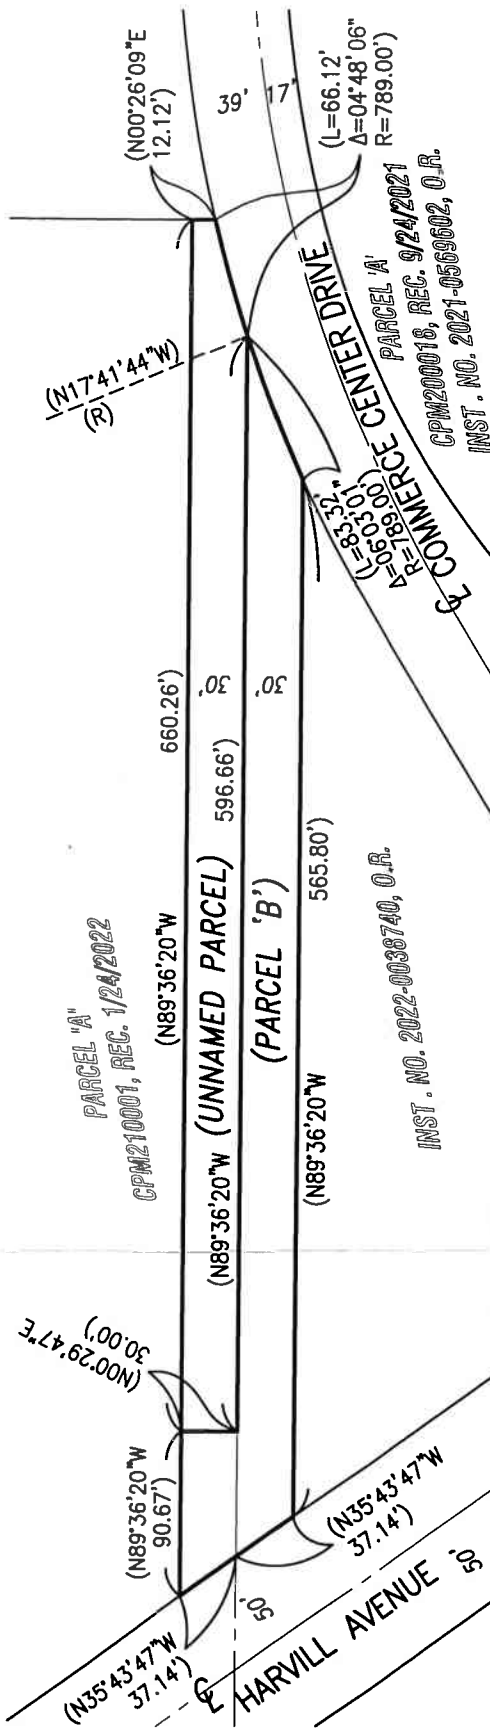 (N00°26'09"E
12.12')
39'
17'
(L=66.12'
Δ=04°48'06"
R=789.00')
(N17°41'44"W)
(R)
PARCEL 'A'
CPM200018, REC. 9/24/2021
INST. NO. 2021-0569602, O.R.
℄ COMMERCE CENTER DRIVE
(L=83.32'
Δ=06°03'01"
R=789.00')
660.26')
30'
30'
596.66')
565.80')
PARCEL "A"
CPM210001, REC. 1/24/2022
(N89°36'20"W
(UNNAMED PARCEL)
(N89°36'20"W
(PARCEL 'B')
(N89°36'20"W
INST. NO. 2022-0038740, O.R.
(N00°29'47"E
30.00')
(N89°36'20"W
90.67')
(N35°43'47"W
37.14')
(N35°43'47"W
37.14')
50'
50'
℄ HARVILL AVENUE